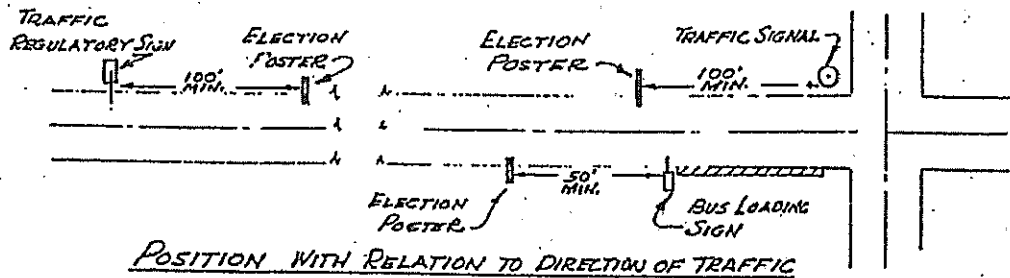 TRAFFIC
REGULATORY SIGN
ELECTION
POSTER
100'
MIN.
ELECTION
POSTER
TRAFFIC SIGNAL
100'
MIN.
ELECTION
POSTER
50'
MIN.
BUS LOADING
SIGN
POSITION WITH RELATION TO DIRECTION OF TRAFFIC